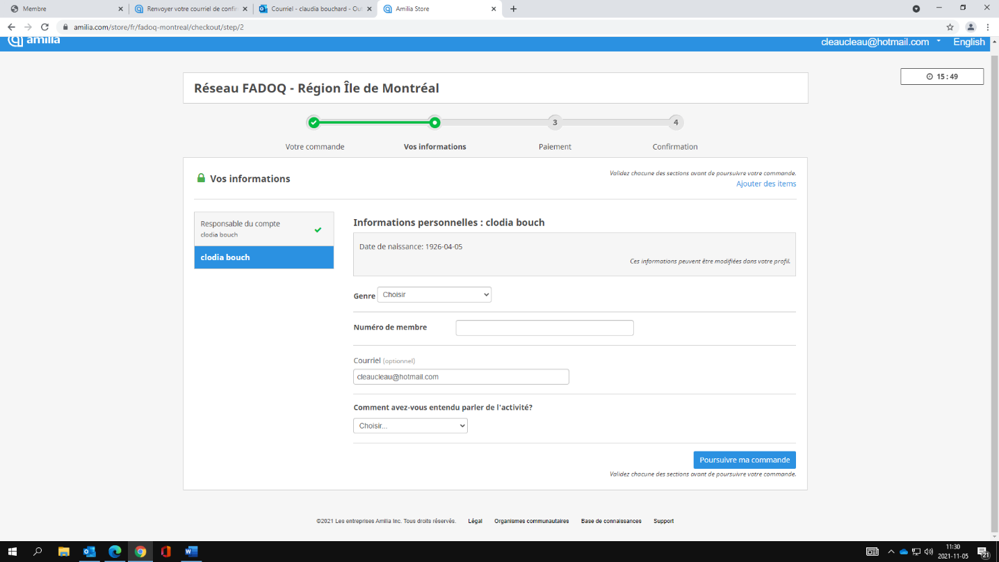 Membre
Renvoyer votre courriel de confir
Courriel - claudia bouchard - Out
Amilia Store
amilia.com/store/fr/fadoq-montreal/checkout/step/2
amilia
cleaucleau@hotmail.com
English
15 : 49
Réseau FADOQ - Région Île de Montréal
3
4
Votre commande
Vos informations
Paiement
Confirmation
Vos informations
Validez chacune des sections avant de poursuivre votre commande.
Ajouter des items
Responsable du compte
clodia bouch
clodia bouch
Informations personnelles : clodia bouch
Date de naissance: 1926-04-05
Ces informations peuvent être modifiées dans votre profil.
Genre Choisir
Numéro de membre
Courriel (optionnel)
cleaucleau@hotmail.com
Comment avez-vous entendu parler de l'activité?
Choisir...
Poursuivre ma commande
Validez chacune des sections avant de poursuivre votre commande.
©2021 Les entreprises Amilia Inc. Tous droits réservés. Légal Organismes communautaires Base de connaissances Support
11:30
2021-11-05
21